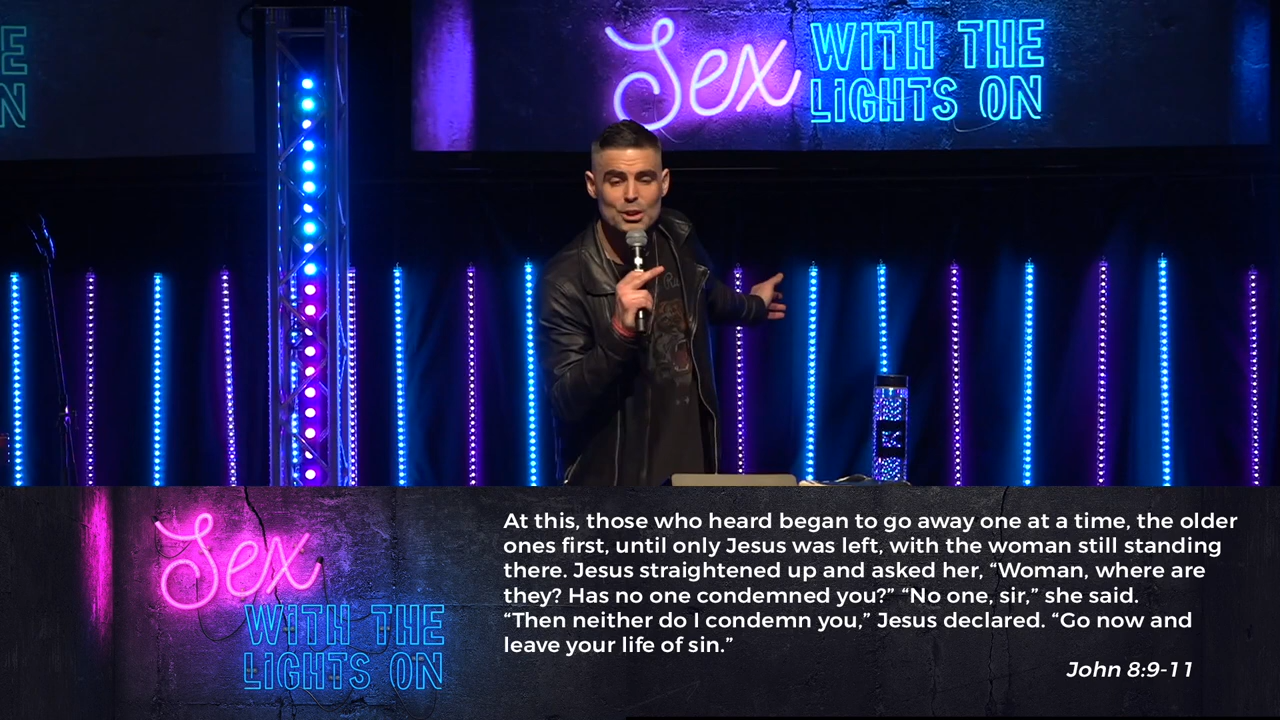 E
N
Sex WITH THE
LIGHTS ON
Sex
WITH THE
LIGHTS ON
At this, those who heard began to go away one at a time, the older
ones first, until only Jesus was left, with the woman still standing
there. Jesus straightened up and asked her, “Woman, where are
they? Has no one condemned you?” “No one, sir,” she said.
“Then neither do I condemn you,” Jesus declared. “Go now and
leave your life of sin.”
John 8:9-11